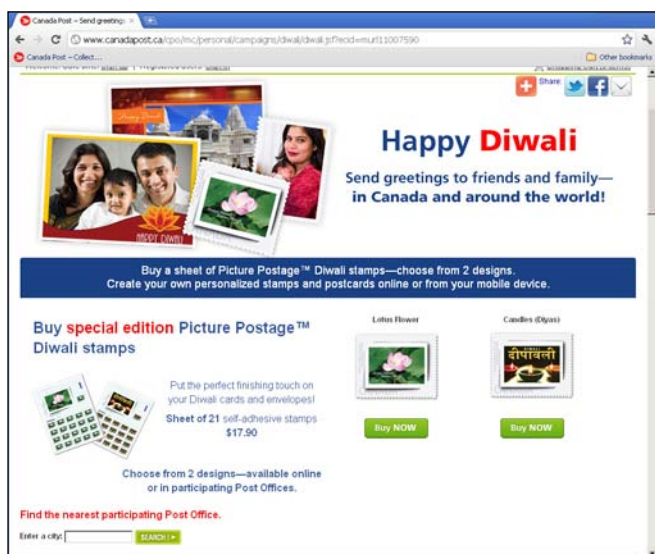 Canada Post – Send greetings
www.canadapost.ca/cpo/mc/personal/campaigns/diwali/diwali.jsf?ecid=murl11007590
Canada Post – Collect....
Other bookmarks
Share:
Happy Diwali
HAPPY DIWALI
Happy Diwali
Send greetings to friends and family—
in Canada and around the world!
Buy a sheet of Picture Postage™ Diwali stamps—choose from 2 designs.
Create your own personalized stamps and postcards online or from your mobile device.
Buy special edition Picture Postage™
Diwali stamps
Put the perfect finishing touch on
your Diwali cards and envelopes!
Sheet of 21 self-adhesive stamps
$17.90
Choose from 2 designs—available online
or in participating Post Offices.
Lotus Flower
Buy NOW
Candles (Diyas)
DIWALI
दीपावली
Buy NOW
Find the nearest participating Post Office.
Enter a city:
SEARCH